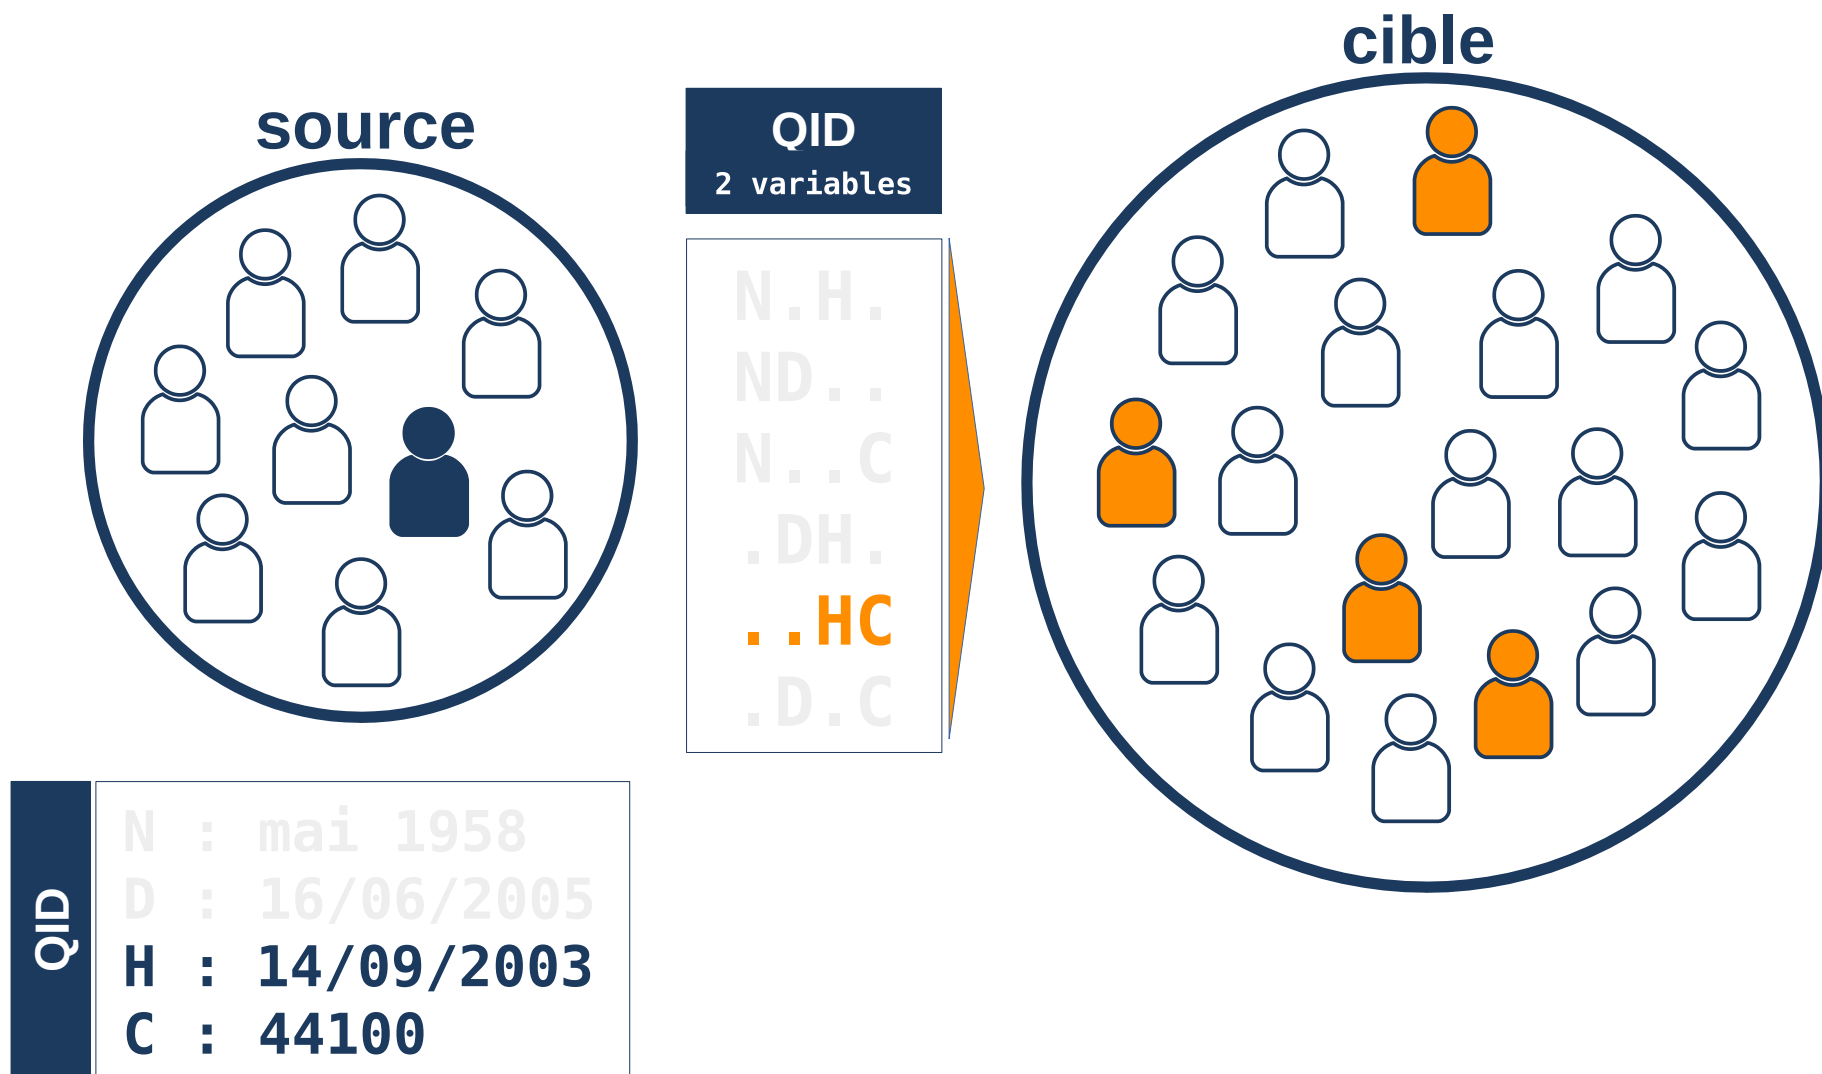 cible
source
QID
2 variables
N.H.
ND..
N..C
.DH.
..HC
.D.C
QID
N : mai 1958
D : 16/06/2005
H : 14/09/2003
C : 44100